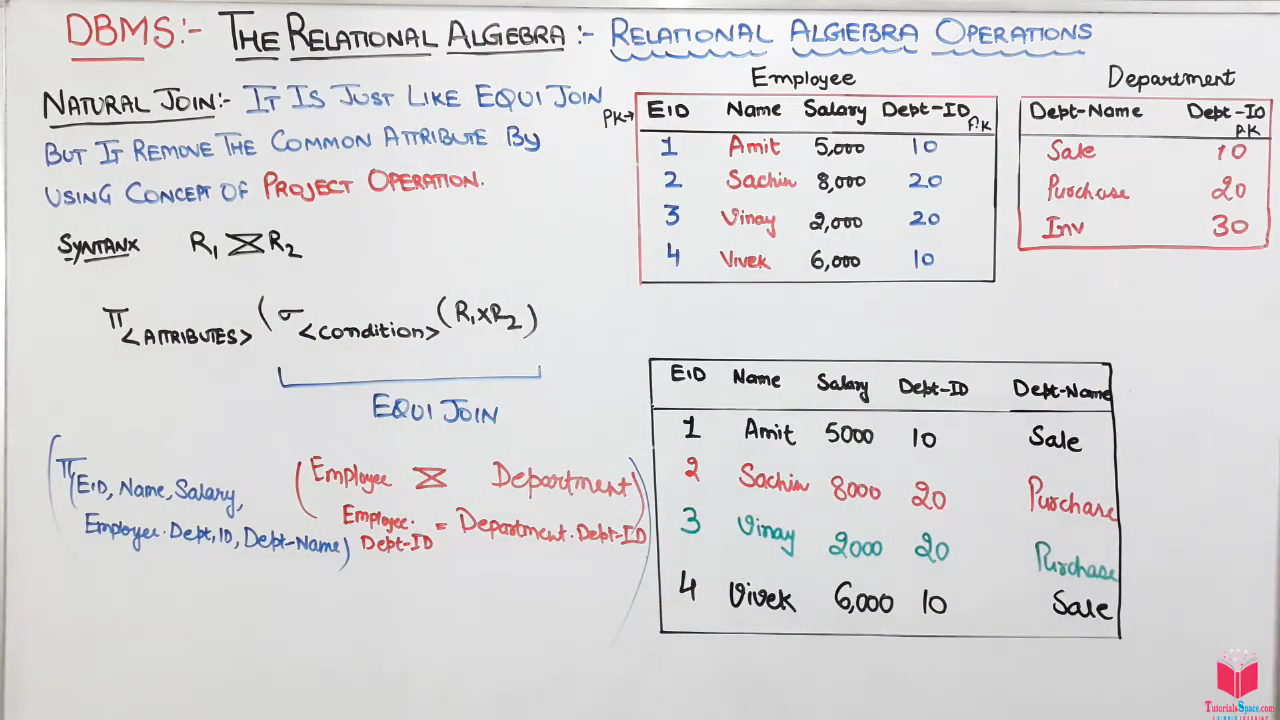 DBMS:- THE RELATIONAL ALGEBRA:- RELATIONAL ALGEBRA OPERATIONS
NATURAL JOIN:- IT IS JUST LIKE EQUI JOIN
BUT IT REMOVE THE COMMON ATTRIBUTE BY
USING CONCEPT OF PROJECT OPERATION.
SYNTANX R1 ⋈ R2
π <ATTRIBUTES> (σ <condition> (R1×R2)
EQUI JOIN
(π (EID, Name, Salary,
Employee.Dept,ID, Dept-Name)
(Employee ⋈ Department)
Employee. = Department.Dept-ID)
Dept-ID
Employee
PK→ EID Name Salary Dept-ID
F.K
1 Amit 5,000 10
2 Sachin 8,000 20
3 Vinay 2,000 20
4 Vivek 6,000 10
Department
Dept-Name Dept-ID
P.K
Sale 10
Purchase 20
Inv 30
EID Name Salary Dept-ID Dept-Name
1 Amit 5000 10 Sale
2 Sachin 8000 20 Purchase
3 Vinay 2000 20 Purchase
4 Vivek 6,000 10 Sale
TutorialsSpace.com